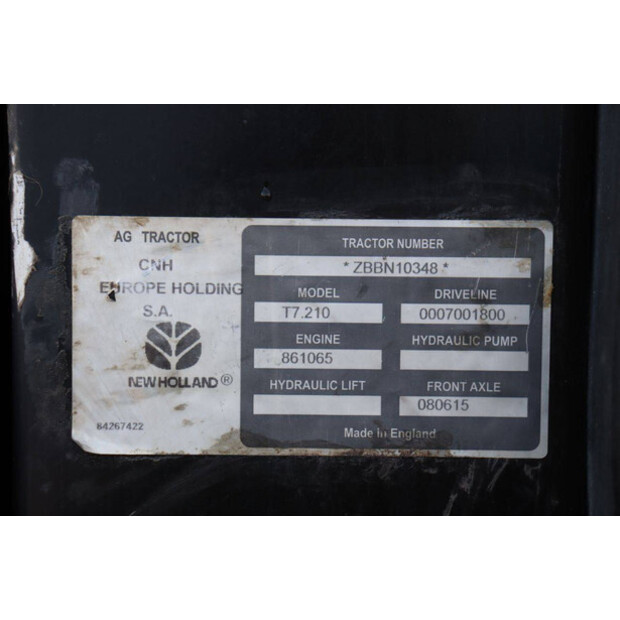 AG TRACTOR
CNH
EUROPE HOLDING
S.A.
NEW HOLLAND®
84267422
TRACTOR NUMBER
*ZBBN10348*
MODEL DRIVELINE
T7.210 0007001800
ENGINE HYDRAULIC PUMP
861065
HYDRAULIC LIFT FRONT AXLE
080615
Made in England